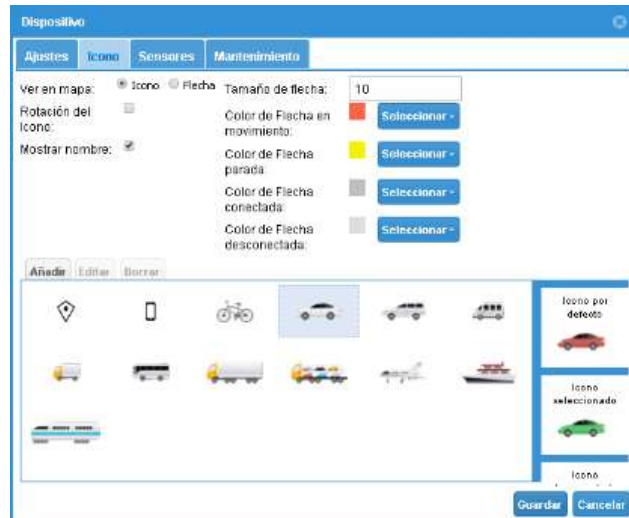 Dispositivo
Ajustes Icono Sensores Mantenimiento
Ver en mapa: Icono Flecha Tamaño de flecha: 10
Rotación del Icono:
Color de Flecha en movimiento: Seleccionar
Mostrar nombre:
Color de Flecha parada: Seleccionar
Color de Flecha conectada: Seleccionar
Color de Flecha desconectada: Seleccionar
Añadir Editar Borrar
Icono por defecto
Icono seleccionado
Icono
Guardar Cancelar